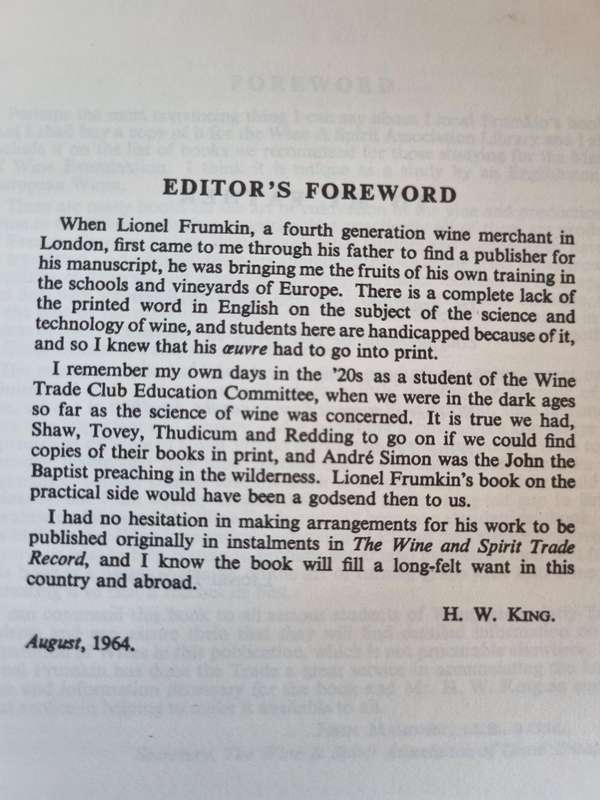 EDITOR'S FOREWORD
When Lionel Frumkin, a fourth generation wine merchant in
London, first came to me through his father to find a publisher for
his manuscript, he was bringing me the fruits of his own training in
the schools and vineyards of Europe. There is a complete lack of
the printed word in English on the subject of the science and
technology of wine, and students here are handicapped because of it,
and so I knew that his œuvre had to go into print.
I remember my own days in the '20s as a student of the Wine
Trade Club Education Committee, when we were in the dark ages
so far as the science of wine was concerned. It is true we had,
Shaw, Tovey, Thudicum and Redding to go on if we could find
copies of their books in print, and André Simon was the John the
Baptist preaching in the wilderness. Lionel Frumkin's book on the
practical side would have been a godsend then to us.
I had no hesitation in making arrangements for his work to be
published originally in instalments in The Wine and Spirit Trade
Record, and I know the book will fill a long-felt want in this
country and abroad.
H. W. KING.
August, 1964.